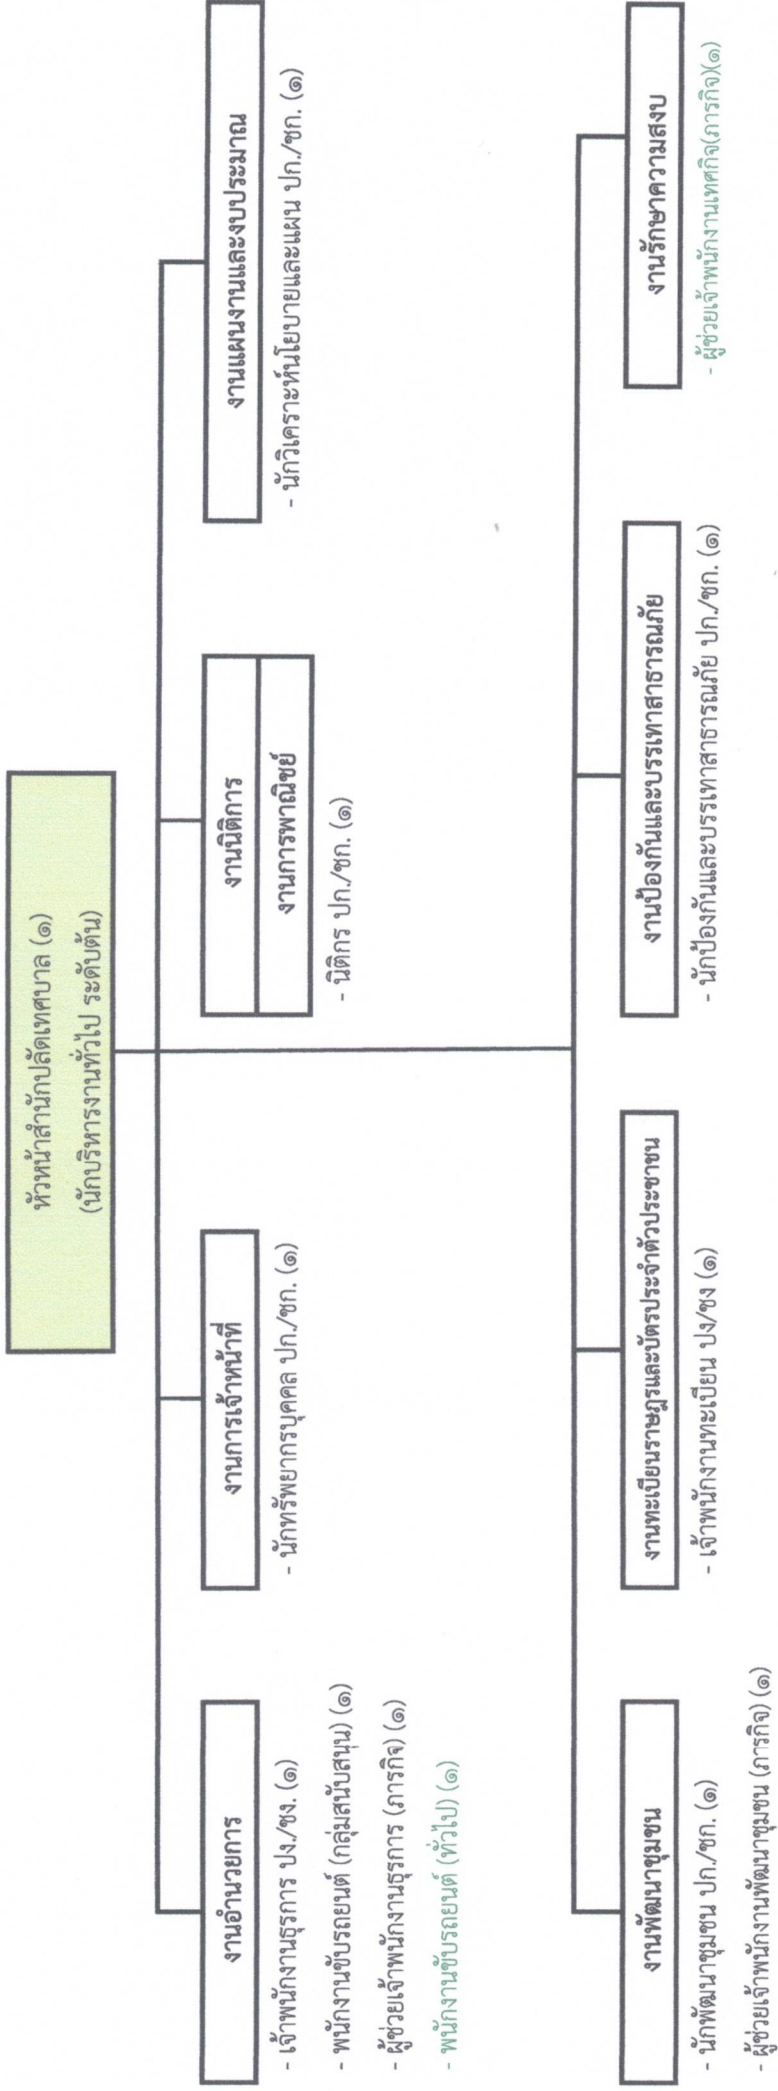 หัวหน้าสำนักปลัดเทศบาล (๑)
(นักบริหารงานทั่วไป ระดับต้น)
งานอำนวยการ
- เจ้าพนักงานธุรการ ปง./ชง. (๑)
- พนักงานขับรถยนต์ (กลุ่มสนับสนุน) (๑)
- ผู้ช่วยเจ้าพนักงานธุรการ (ภารกิจ) (๑)
- พนักงานขับรถยนต์ (ทั่วไป) (๑)
งานการเจ้าหน้าที่
- นักทรัพยากรบุคคล ปก./ชก. (๑)
งานนิติการ
งานการพาณิชย์
- นิติกร ปก./ชก. (๑)
งานแผนงานและงบประมาณ
- นักวิเคราะห์นโยบายและแผน ปก./ชก. (๑)
งานพัฒนาชุมชน
- นักพัฒนาชุมชน ปก./ชก. (๑)
- ผู้ช่วยเจ้าพนักงานพัฒนาชุมชน (ภารกิจ) (๑)
งานทะเบียนราษฎรและบัตรประจำตัวประชาชน
- เจ้าพนักงานทะเบียน ปง/ชง (๑)
งานป้องกันและบรรเทาสาธารณภัย
- นักป้องกันและบรรเทาสาธารณภัย ปก./ชก. (๑)
งานรักษาความสงบ
- ผู้ช่วยเจ้าพนักงานเทศกิจ(ภารกิจ)(๑)